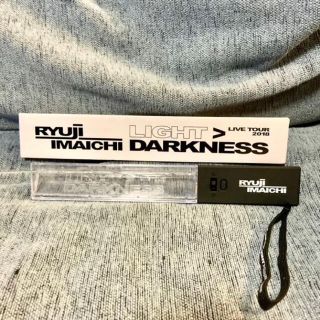 RYUJI LIGHT > LIVE TOUR 2018
IMAICHI DARKNESS
RYUJI
IMAICHI